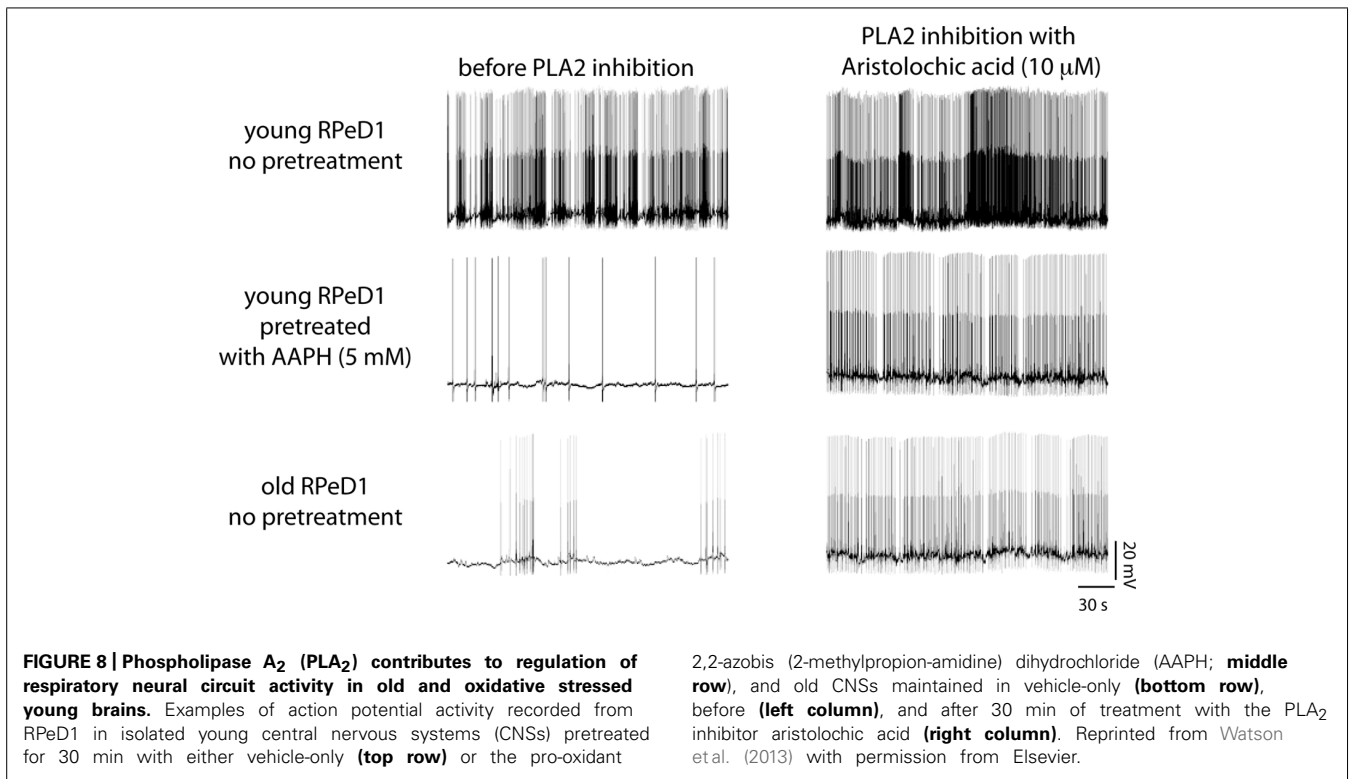 before PLA2 inhibition
PLA2 inhibition with
Aristolochic acid (10 μM)
young RPeD1
no pretreatment
young RPeD1
pretreated
with AAPH (5 mM)
old RPeD1
no pretreatment
20 mV
30 s
FIGURE 8 | Phospholipase A2 (PLA2) contributes to regulation of
respiratory neural circuit activity in old and oxidative stressed
young brains. Examples of action potential activity recorded from
RPeD1 in isolated young central nervous systems (CNSs) pretreated
for 30 min with either vehicle-only (top row) or the pro-oxidant
2,2-azobis (2-methylpropion-amidine) dihydrochloride (AAPH; middle
row), and old CNSs maintained in vehicle-only (bottom row),
before (left column), and after 30 min of treatment with the PLA2
inhibitor aristolochic acid (right column). Reprinted from Watson
et al. (2013) with permission from Elsevier.